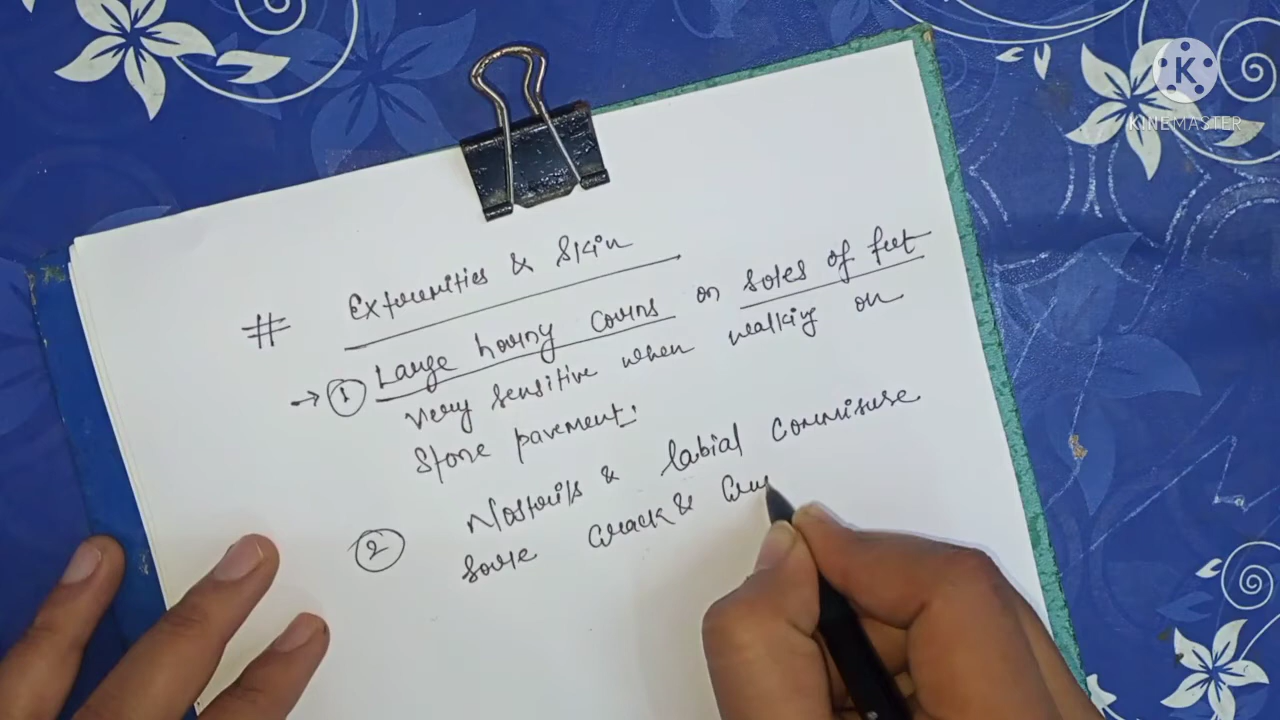 # Extremities & Skin
→ 1 Large horny corns on soles of feet
very sensitive when walking on
stone pavement.
2 Nostrils & labial commisure
sore crack & cru
K
KINEMASTER